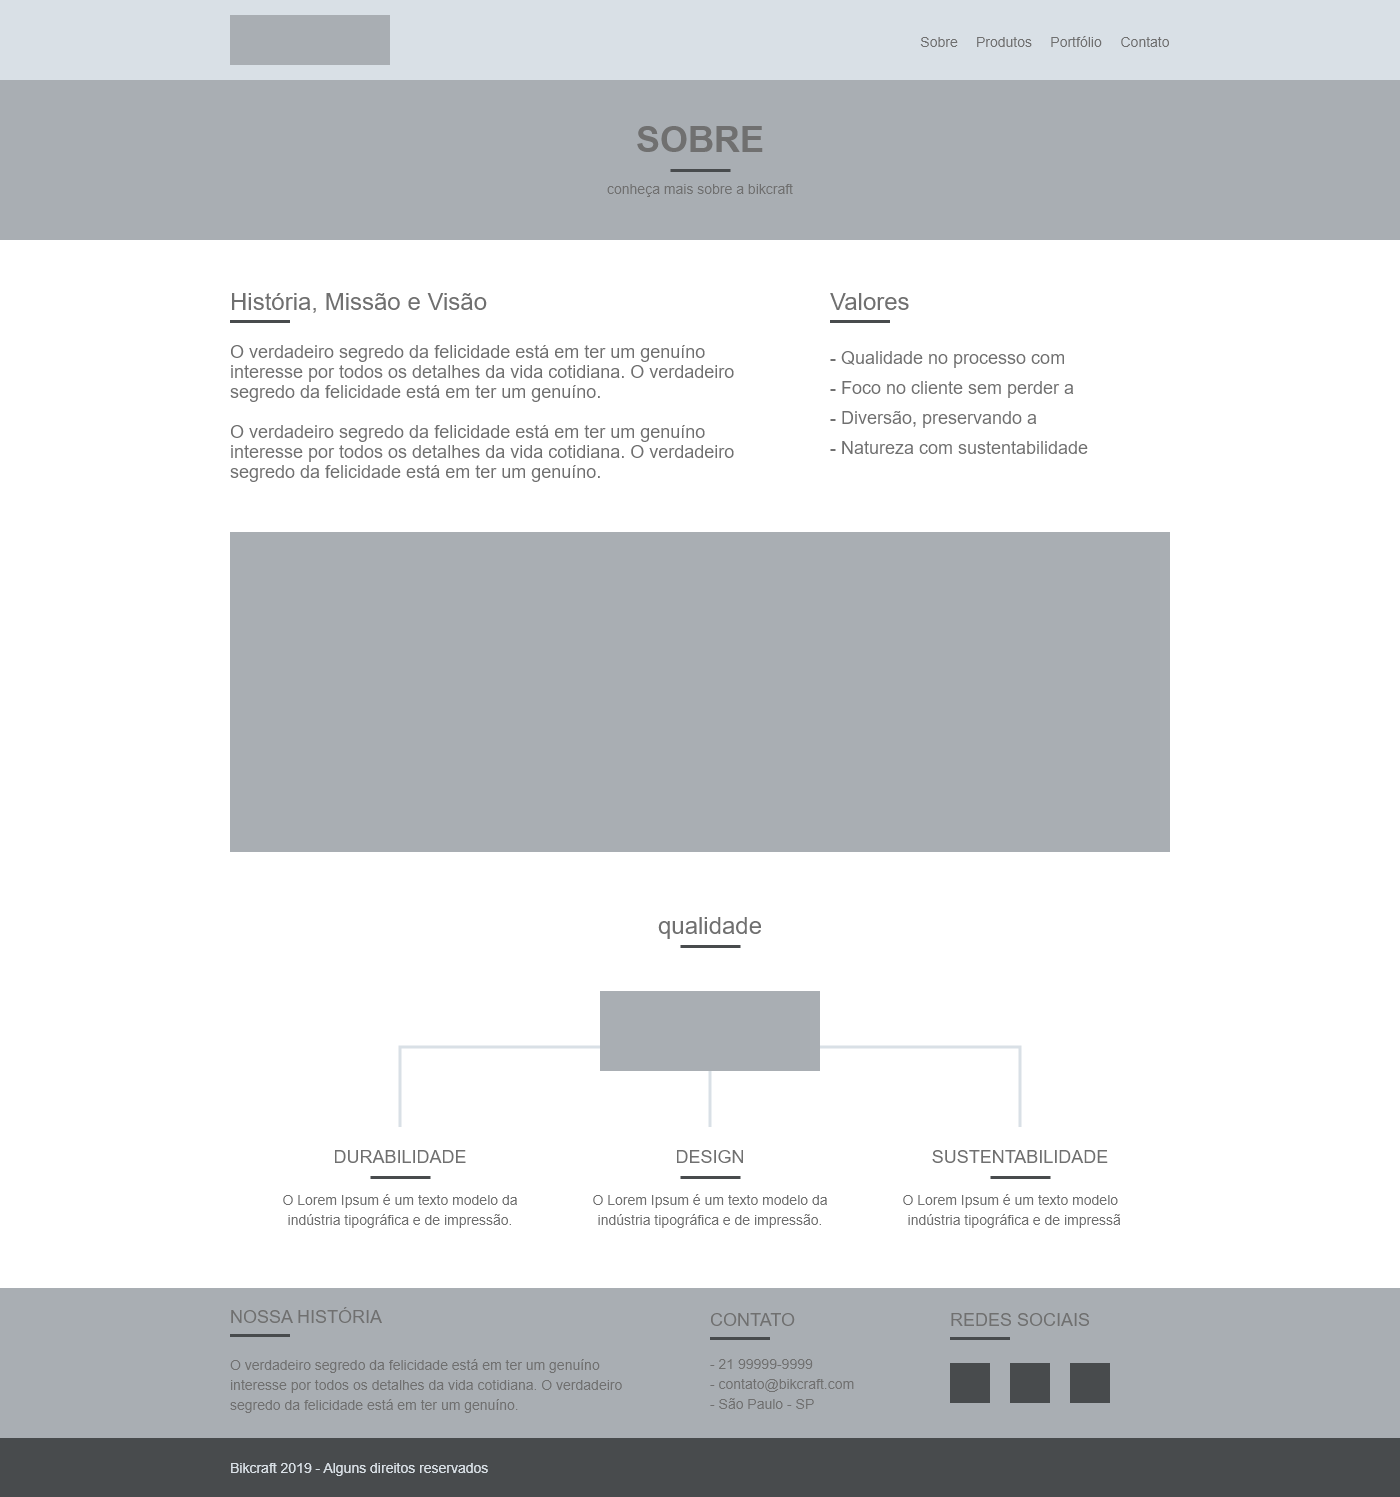 Sobre Produtos Portfólio Contato
SOBRE
conheça mais sobre a bikcraft
História, Missão e Visão
O verdadeiro segredo da felicidade está em ter um genuíno
interesse por todos os detalhes da vida cotidiana. O verdadeiro
segredo da felicidade está em ter um genuíno.
O verdadeiro segredo da felicidade está em ter um genuíno
interesse por todos os detalhes da vida cotidiana. O verdadeiro
segredo da felicidade está em ter um genuíno.
Valores
- Qualidade no processo com
- Foco no cliente sem perder a
- Diversão, preservando a
- Natureza com sustentabilidade
qualidade
DURABILIDADE
O Lorem Ipsum é um texto modelo da
indústria tipográfica e de impressão.
DESIGN
O Lorem Ipsum é um texto modelo da
indústria tipográfica e de impressão.
SUSTENTABILIDADE
O Lorem Ipsum é um texto modelo
indústria tipográfica e de impressã
NOSSA HISTÓRIA
O verdadeiro segredo da felicidade está em ter um genuíno
interesse por todos os detalhes da vida cotidiana. O verdadeiro
segredo da felicidade está em ter um genuíno.
CONTATO
- 21 99999-9999
- contato@bikcraft.com
- São Paulo - SP
REDES SOCIAIS
Bikcraft 2019 - Alguns direitos reservados